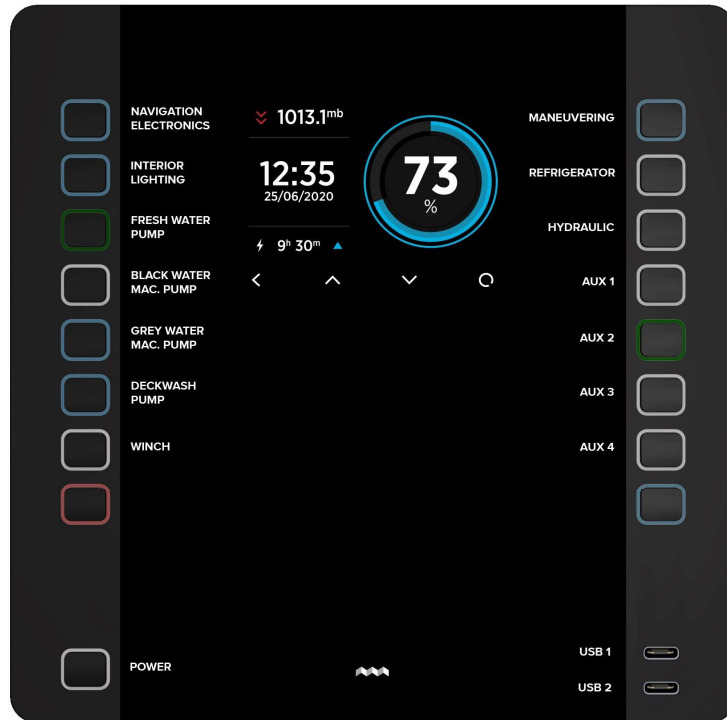 NAVIGATION
ELECTRONICS
INTERIOR
LIGHTING
FRESH WATER
PUMP
BLACK WATER
MAC. PUMP
GREY WATER
MAC. PUMP
DECKWASH
PUMP
WINCH
POWER
1013.1mb
12:35
25/06/2020
9h 30m
73
%
MANEUVERING
REFRIGERATOR
HYDRAULIC
AUX 1
AUX 2
AUX 3
AUX 4
USB 1
USB 2